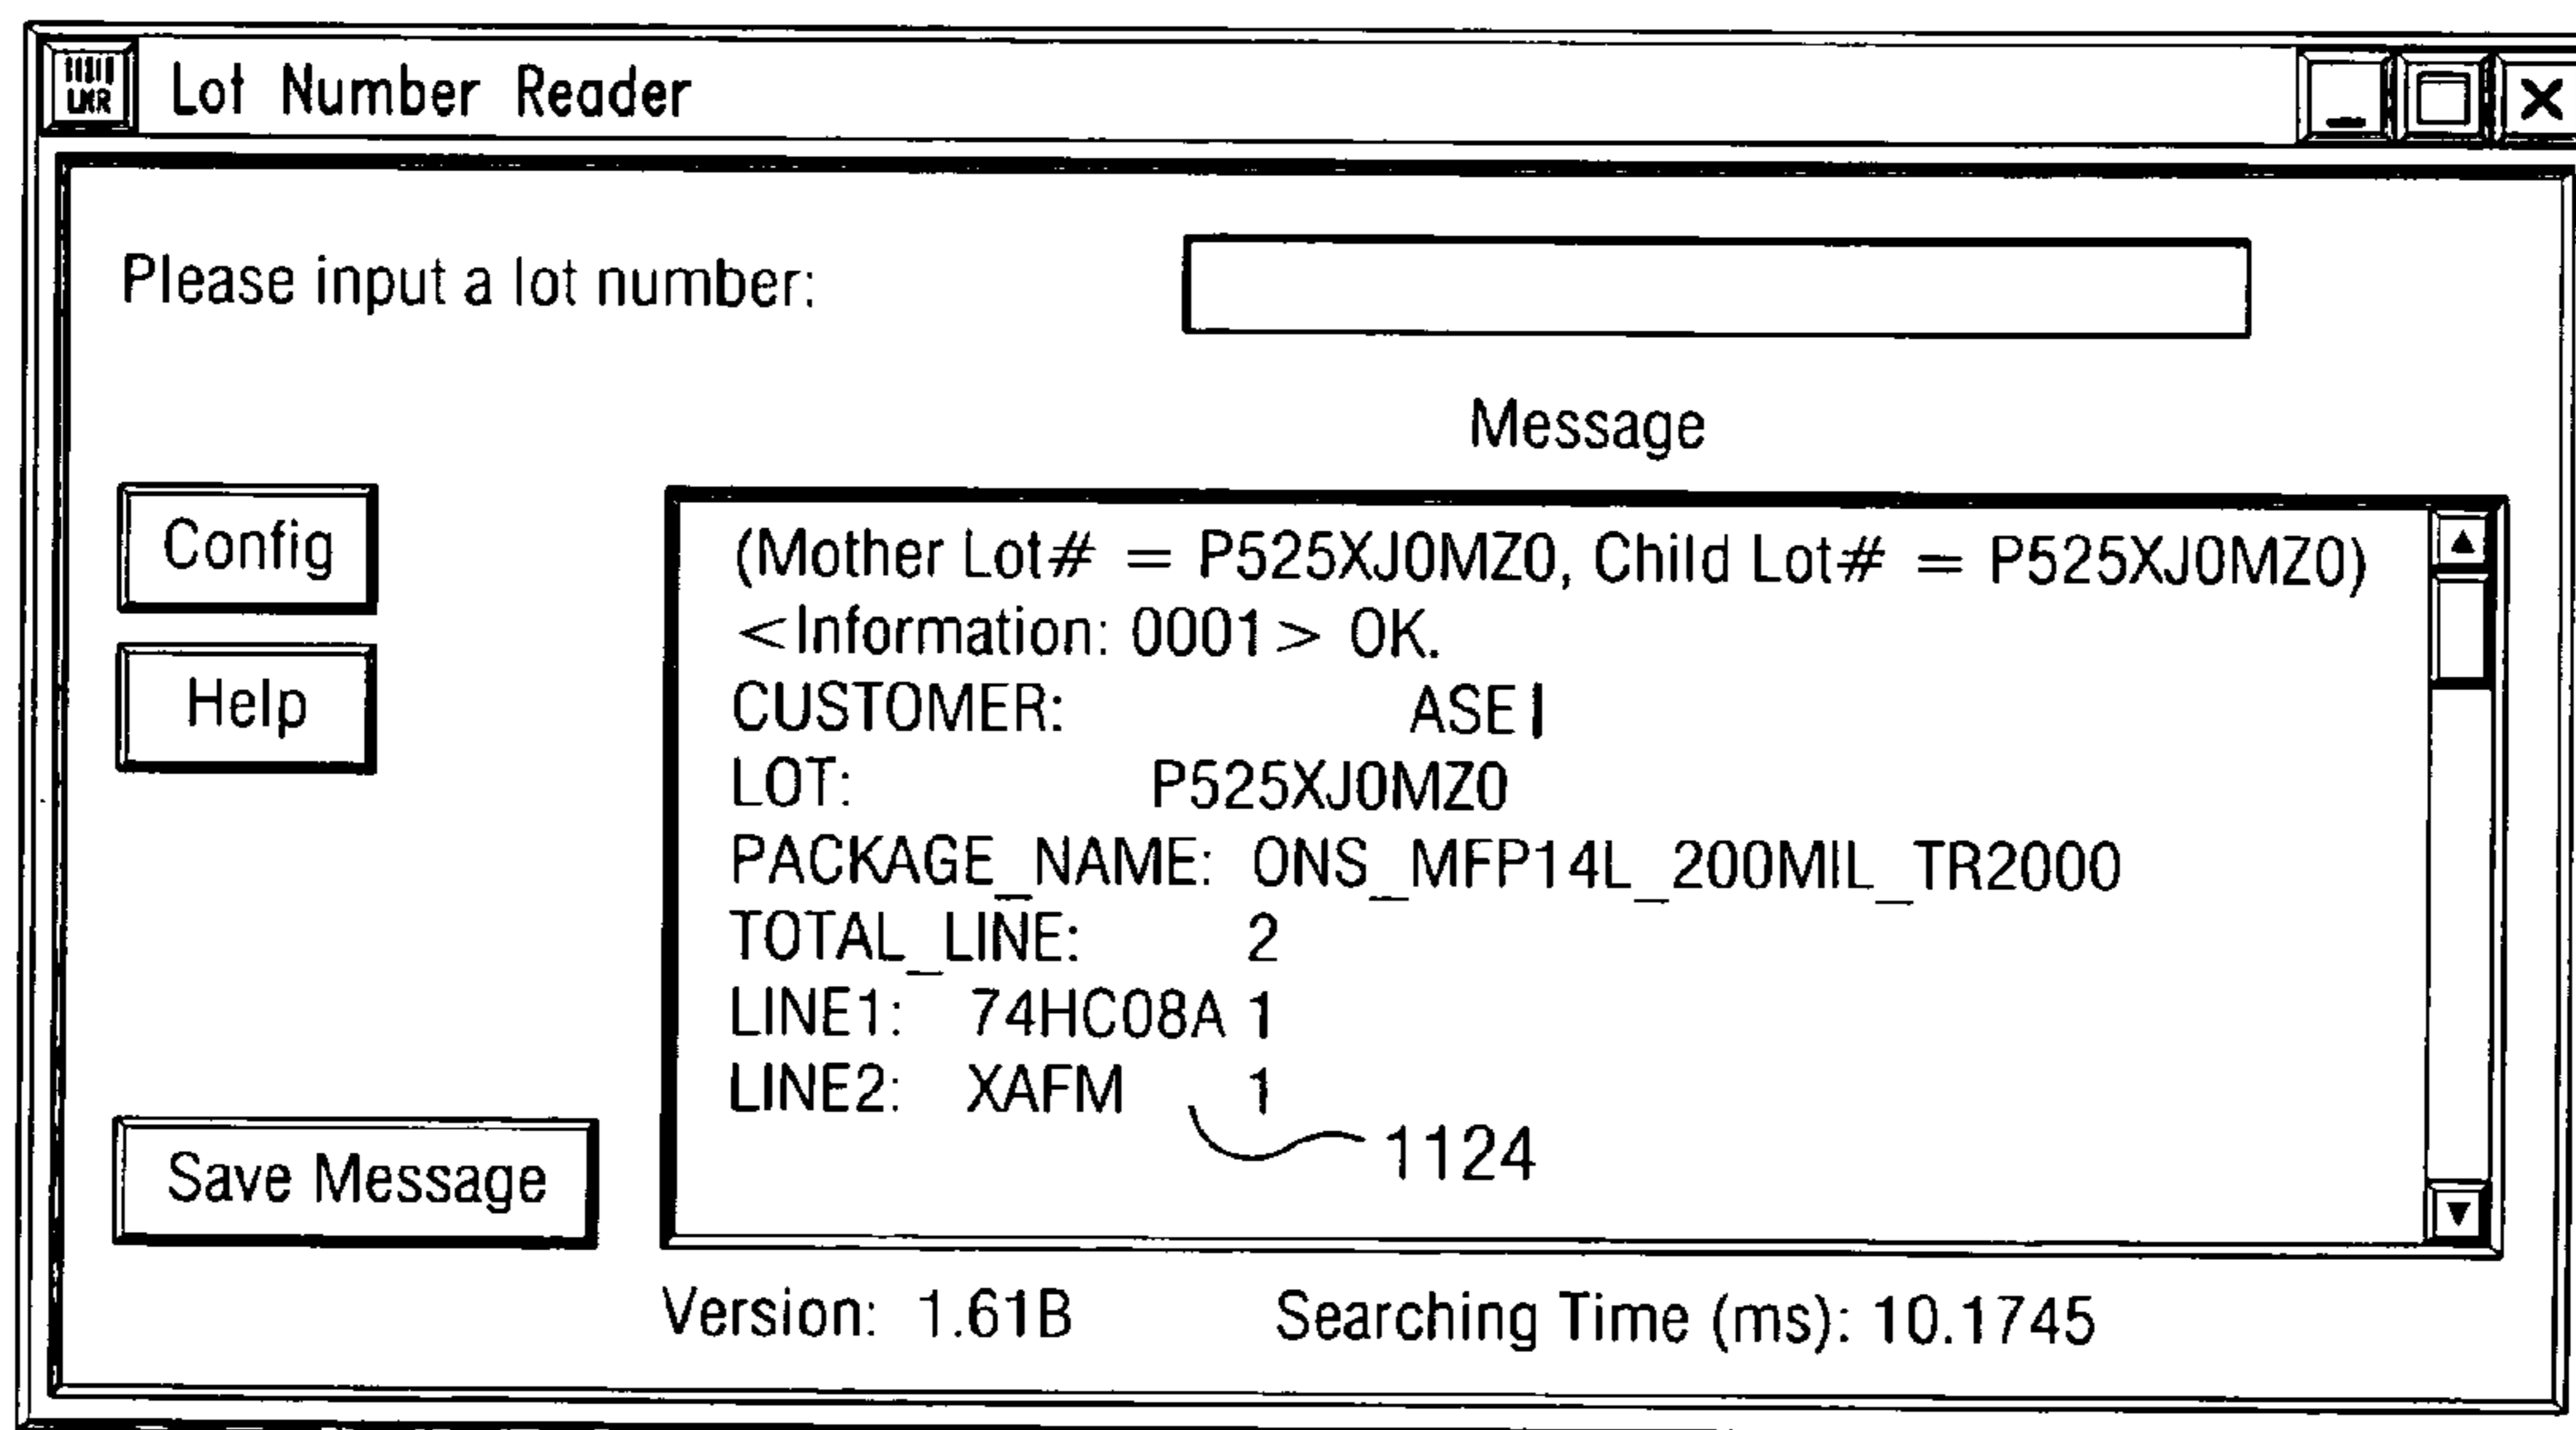 LNR Lot Number Reader
Please input a lot number:
Message
Config
Help
Save Message
(Mother Lot# = P525XJ0MZ0, Child Lot# = P525XJ0MZ0)
<Information: 0001> OK.
CUSTOMER: ASE I
LOT: P525XJ0MZ0
PACKAGE_NAME: ONS_MFP14L_200MIL_TR2000
TOTAL_LINE: 2
LINE1: 74HC08A 1
LINE2: XAFM 1
1124
Version: 1.61B Searching Time (ms): 10.1745